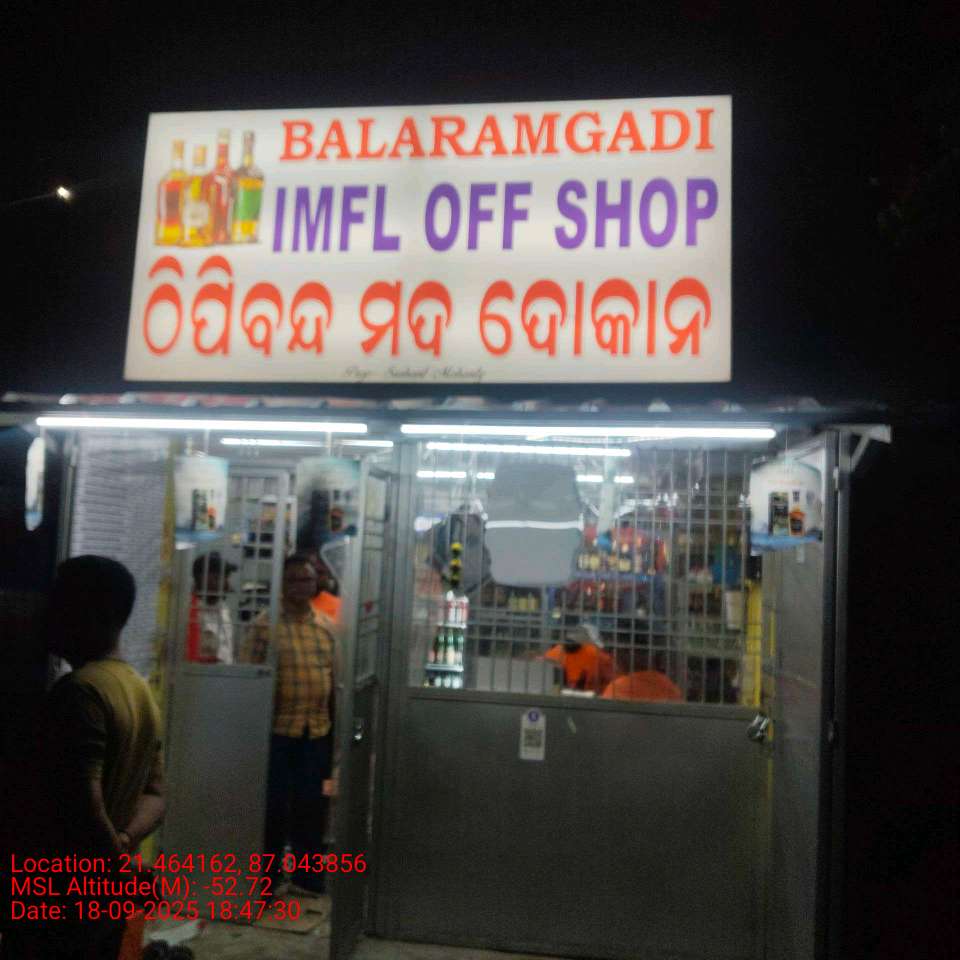 BALARAMGADI
IMFL OFF SHOP
ଠିପିବନ୍ଦ ମଦ ଦୋକାନ
Location: 21.464162, 87.043856
MSL Altitude(M): -52.72
Date: 18-09-2025 18:47:30